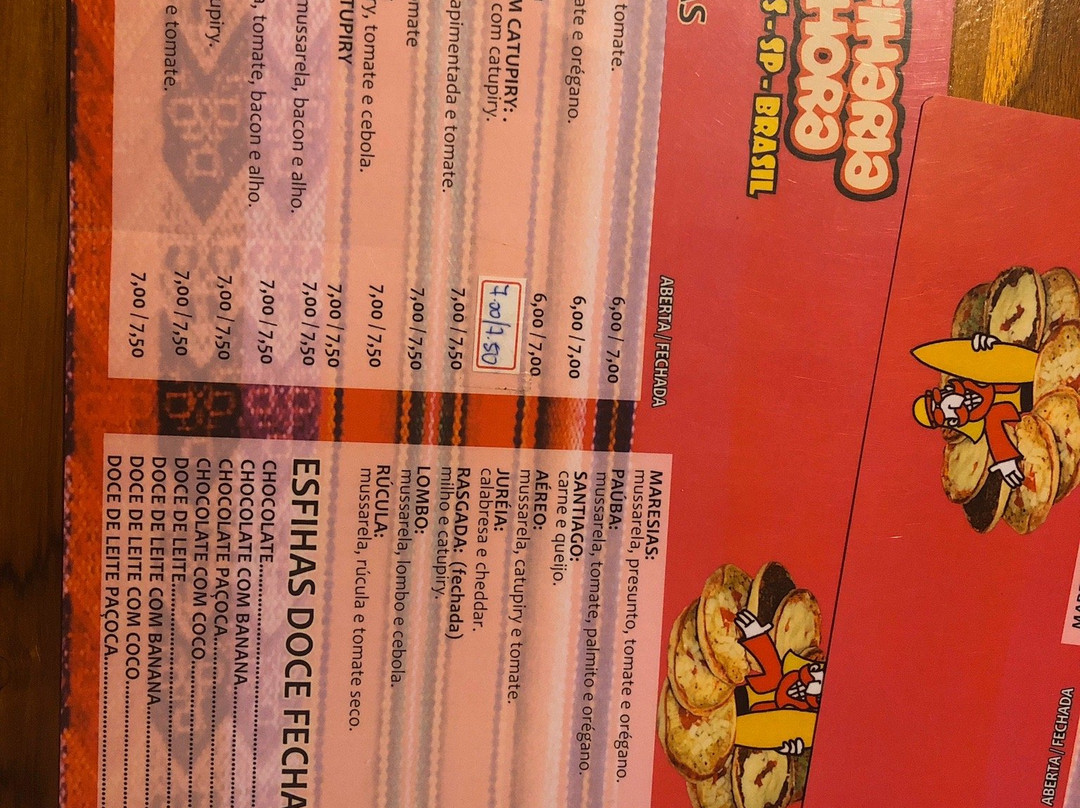 HORA
S - SP - BRASIL
AS
ABERTA / FECHADA
tomate.
6,00 / 7,00
ate e orégano.
6,00 / 7,00
6,00 / 7,00
M CATUPIRY:.
com catupiry.
7,00/7,50
apimentada e tomate.
7,00 / 7,50
mate
7,00 / 7,50
ry, tomate e cebola.
7,00 / 7,50
TUPIRY
7,00 / 7,50
mussarela, bacon e alho.
7,00 / 7,50
a, tomate, bacon e alho.
7,00 / 7,50
upiry.
7,00 / 7,50
e tomate.
7,00 / 7,50
7,00 / 7,50
MARESIAS:
mussarela, presunto, tomate e orégano.
PAÚBA:
mussarela, tomate, palmito e orégano.
SANTIAGO:
carne e queijo.
AÉREO:
mussarela, catupiry e tomate.
JURÉIA:
calabresa e cheddar.
RASGADA: (fechada)
milho e catupiry.
LOMBO:
mussarela, lombo e cebola.
RÚCULA:
mussarela, rúcula e tomate seco.
ESFIHAS DOCE FECHA
CHOCOLATE
CHOCOLATE COM BANANA
CHOCOLATE PAÇOCA
CHOCOLATE COM COCO
DOCE DE LEITE
DOCE DE LEITE COM BANANA
DOCE DE LEITE COM COCO
DOCE DE LEITE PAÇOCA
ABERTA / FECHADA